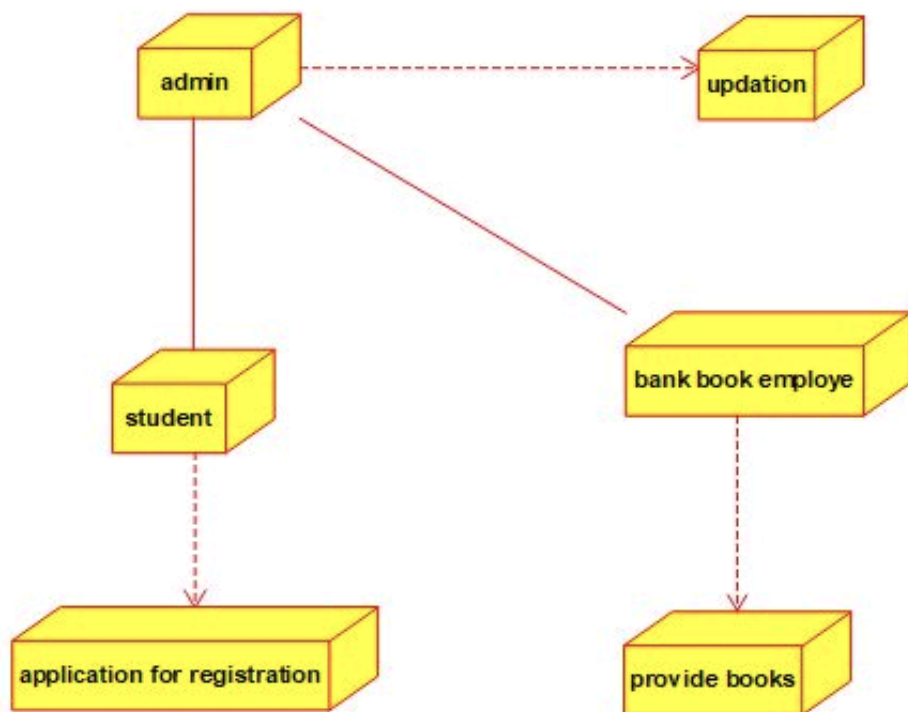 admin
updation
bank book employe
student
application for registration
provide books